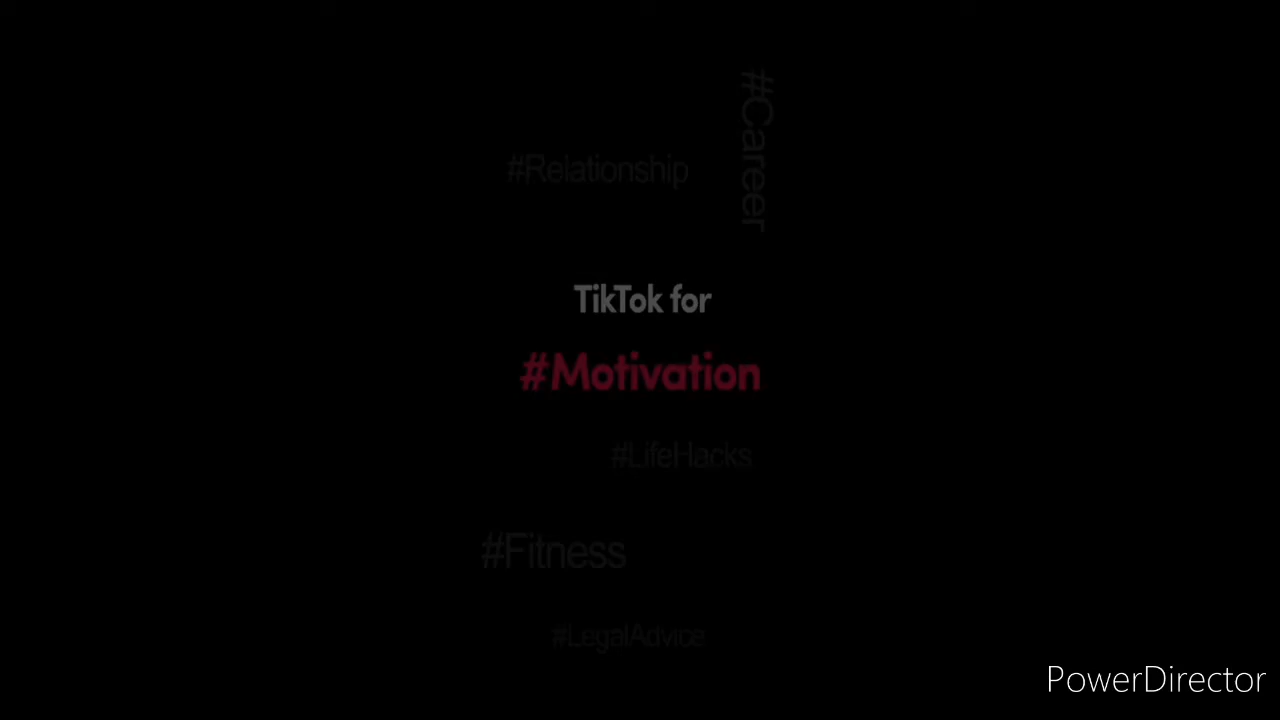 #Career
#Relationship
TikTok for
#Motivation
#LifeHacks
#Fitness
#LegalAdvice
PowerDirector